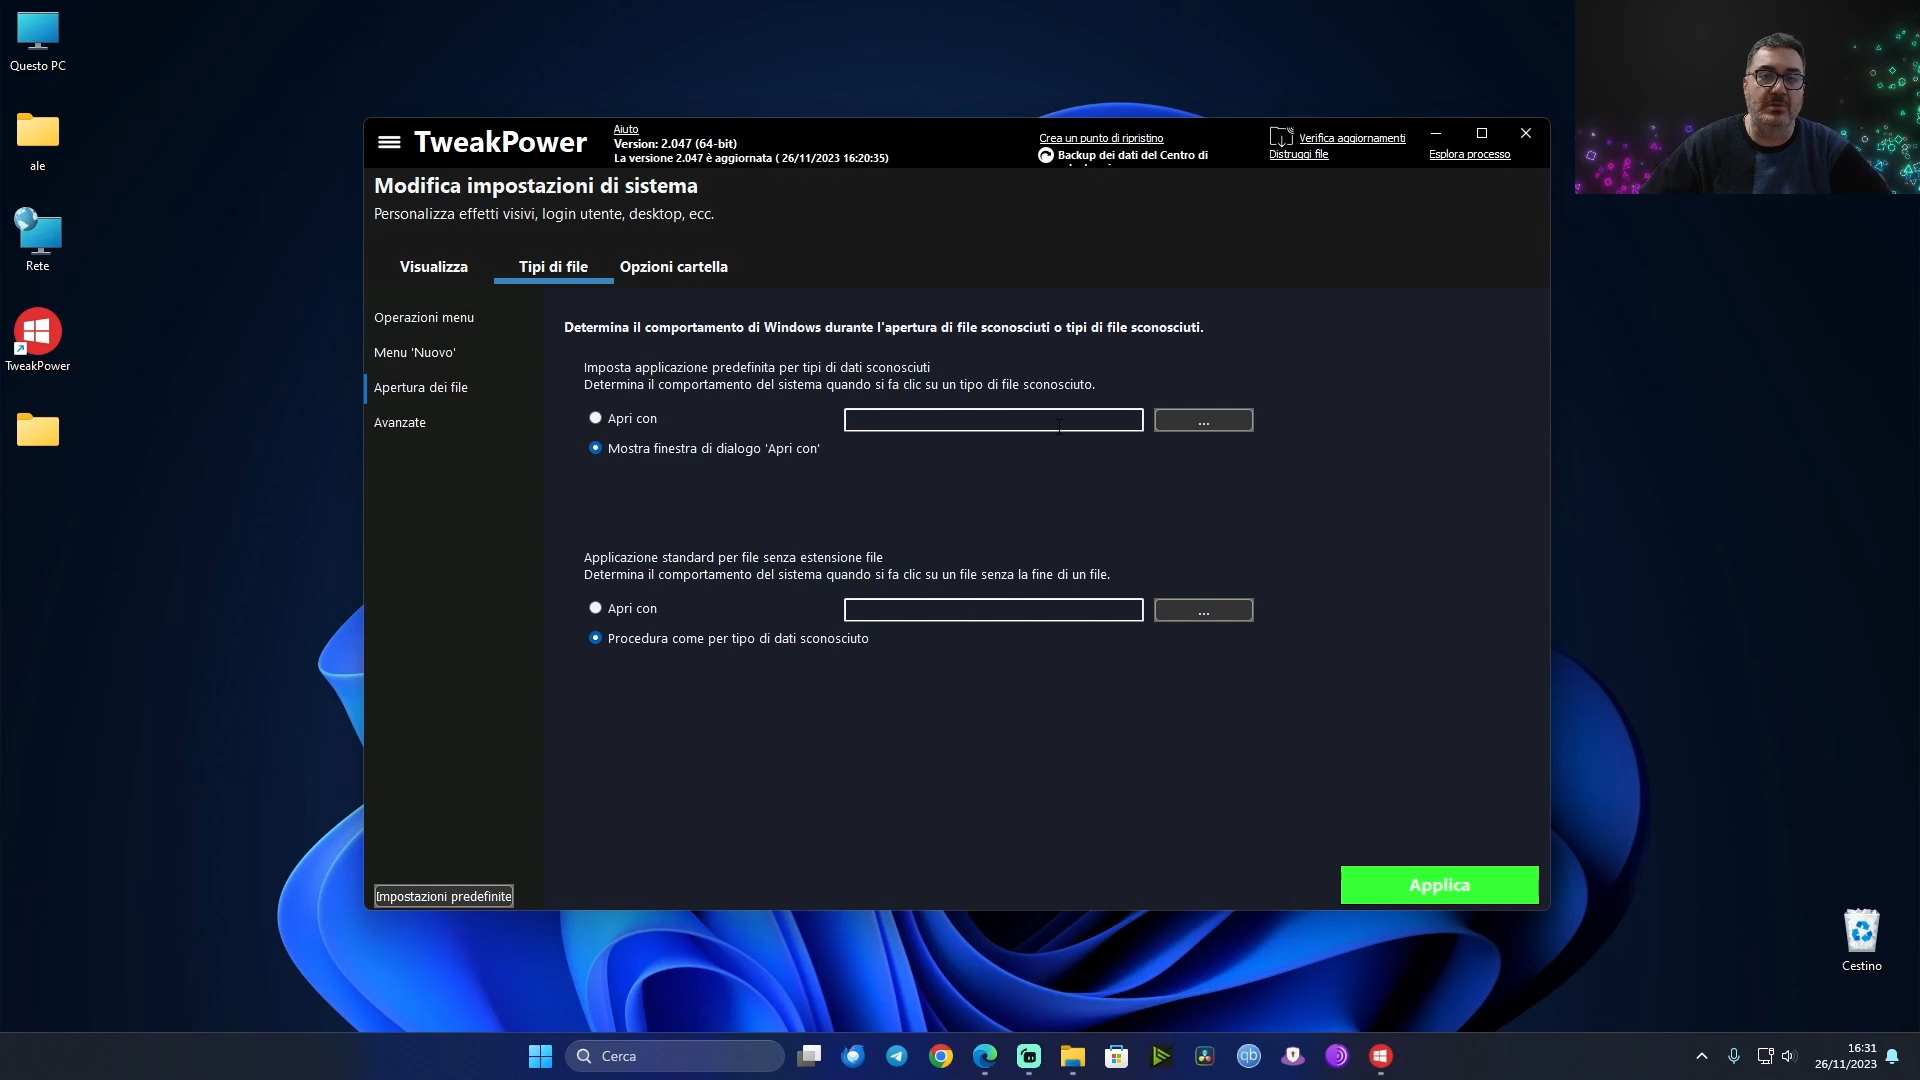 Questo PC
ale
Rete
TweakPower
TweakPower
Aiuto
Version: 2.047 (64-bit)
La versione 2.047 è aggiornata ( 26/11/2023 16:20:35)
Crea un punto di ripristino
Backup dei dati del Centro di
Verifica aggiornamenti
Distruggi file
Esplora processo
Modifica impostazioni di sistema
Personalizza effetti visivi, login utente, desktop, ecc.
Visualizza
Tipi di file
Opzioni cartella
Operazioni menu
Menu 'Nuovo'
Apertura dei file
Avanzate
Determina il comportamento di Windows durante l'apertura di file sconosciuti o tipi di file sconosciuti.
Imposta applicazione predefinita per tipi di dati sconosciuti
Determina il comportamento del sistema quando si fa clic su un tipo di file sconosciuto.
Apri con
...
Mostra finestra di dialogo 'Apri con'
Applicazione standard per file senza estensione file
Determina il comportamento del sistema quando si fa clic su un file senza la fine di un file.
Apri con
...
Procedura come per tipo di dati sconosciuto
Impostazioni predefinite
Applica
Cestino
Cerca
qb
16:31
26/11/2023